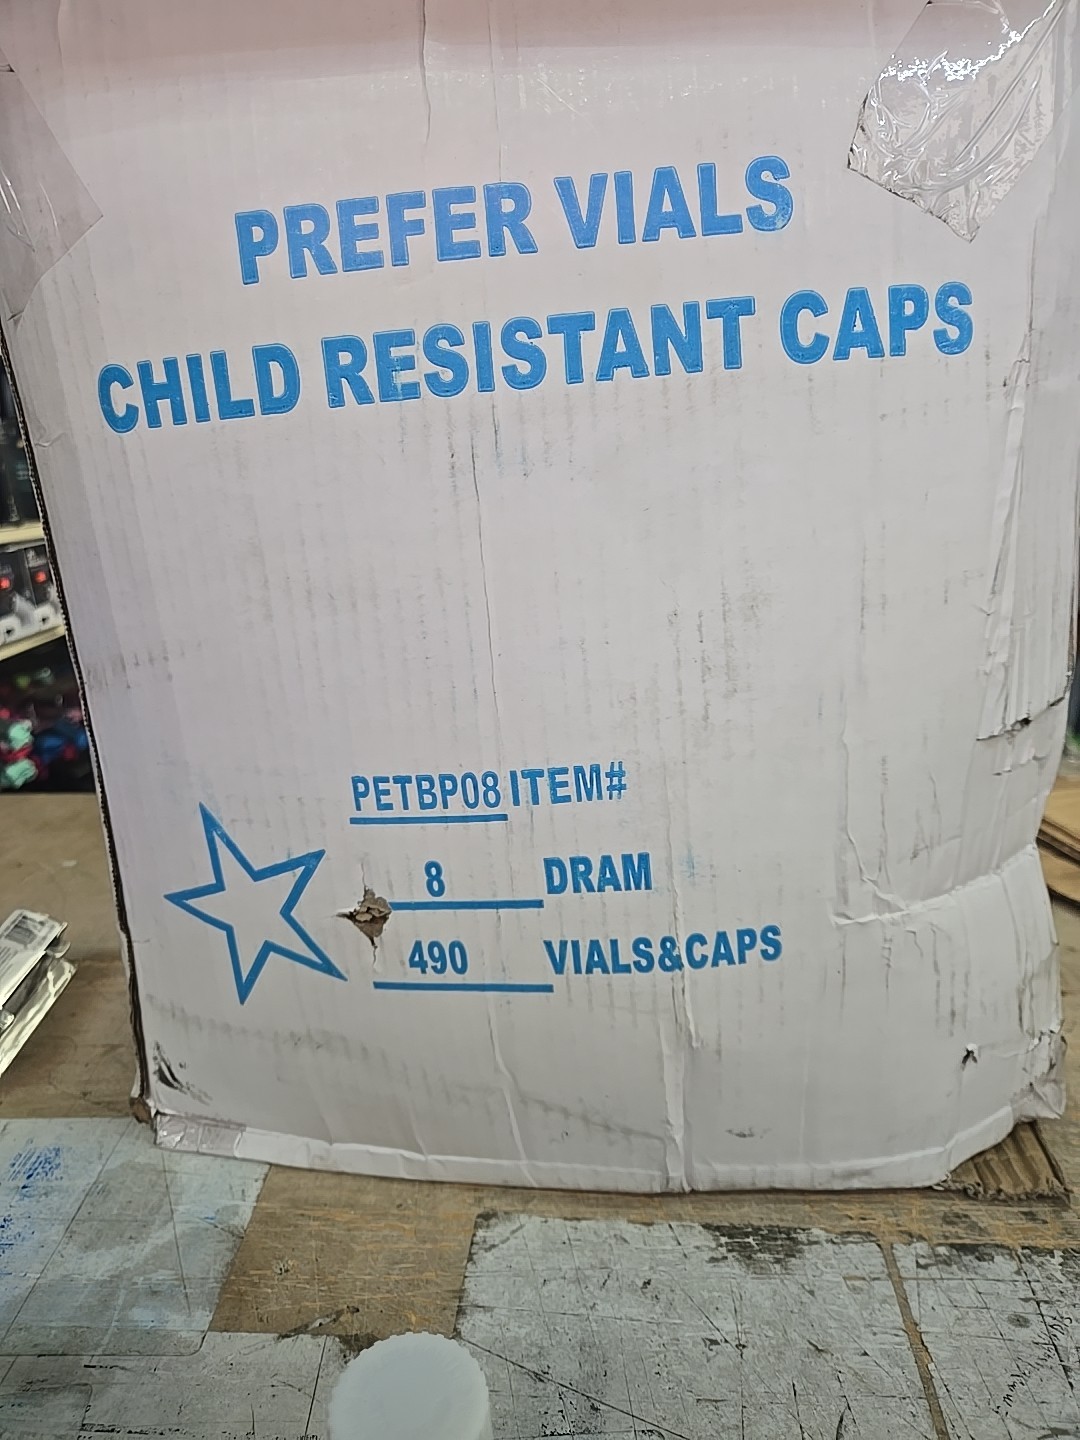 PREFER VIALS
CHILD RESISTANT CAPS
PETBP08 ITEM#
8 DRAM
490 VIALS&CAPS